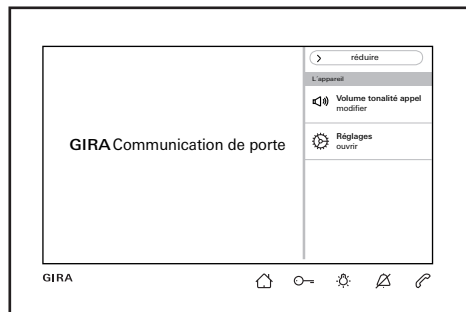 réduire
L'appareil
Volume tonalité appel
modifier
Réglages
ouvrir
GIRA Communication de porte
GIRA